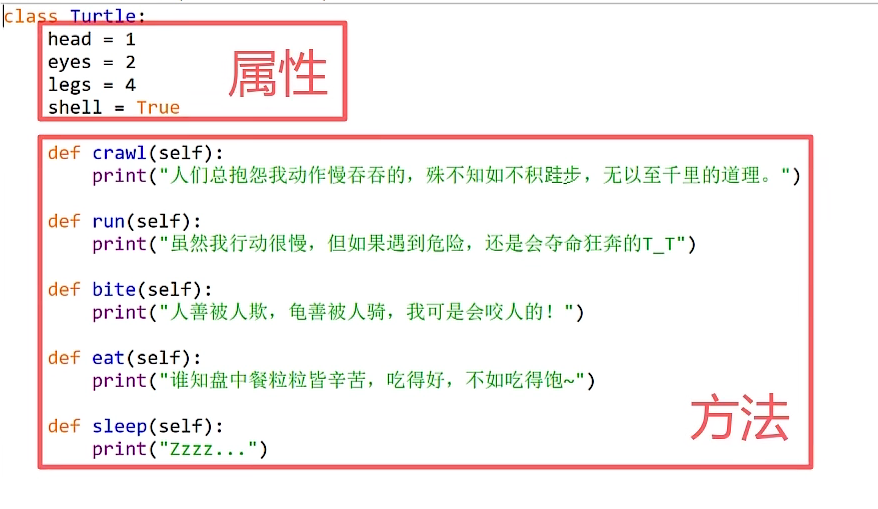 class Turtle:
    head = 1
    eyes = 2
    legs = 4
    shell = True
属性
    def crawl(self):
        print("人们总抱怨我动作慢吞吞的，殊不知如不积跬步，无以至千里的道理。")
    def run(self):
        print("虽然我行动很慢，但如果遇到危险，还是会夺命狂奔的T_T")
    def bite(self):
        print("人善被人欺，龟善被人骑，我可是会咬人的！")
    def eat(self):
        print("谁知盘中餐粒粒皆辛苦，吃得好，不如吃得饱~")
    def sleep(self):
        print("Zzzz...")
方法